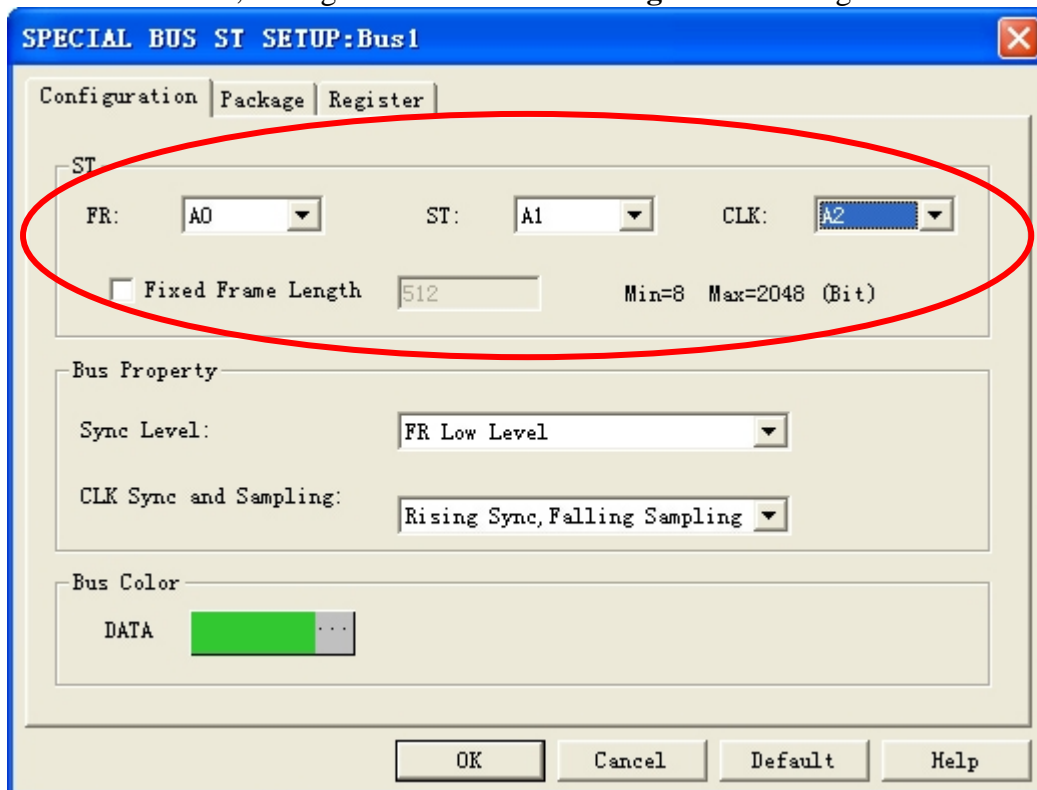 SPECIAL BUS ST SETUP:Bus1
Configuration Package Register
ST
FR: A0 ST: A1 CLK: A2
Fixed Frame Length 512 Min=8 Max=2048 (Bit)
Bus Property
Sync Level: FR Low Level
CLK Sync and Sampling: Rising Sync,Falling Sampling
Bus Color
DATA ...
OK Cancel Default Help